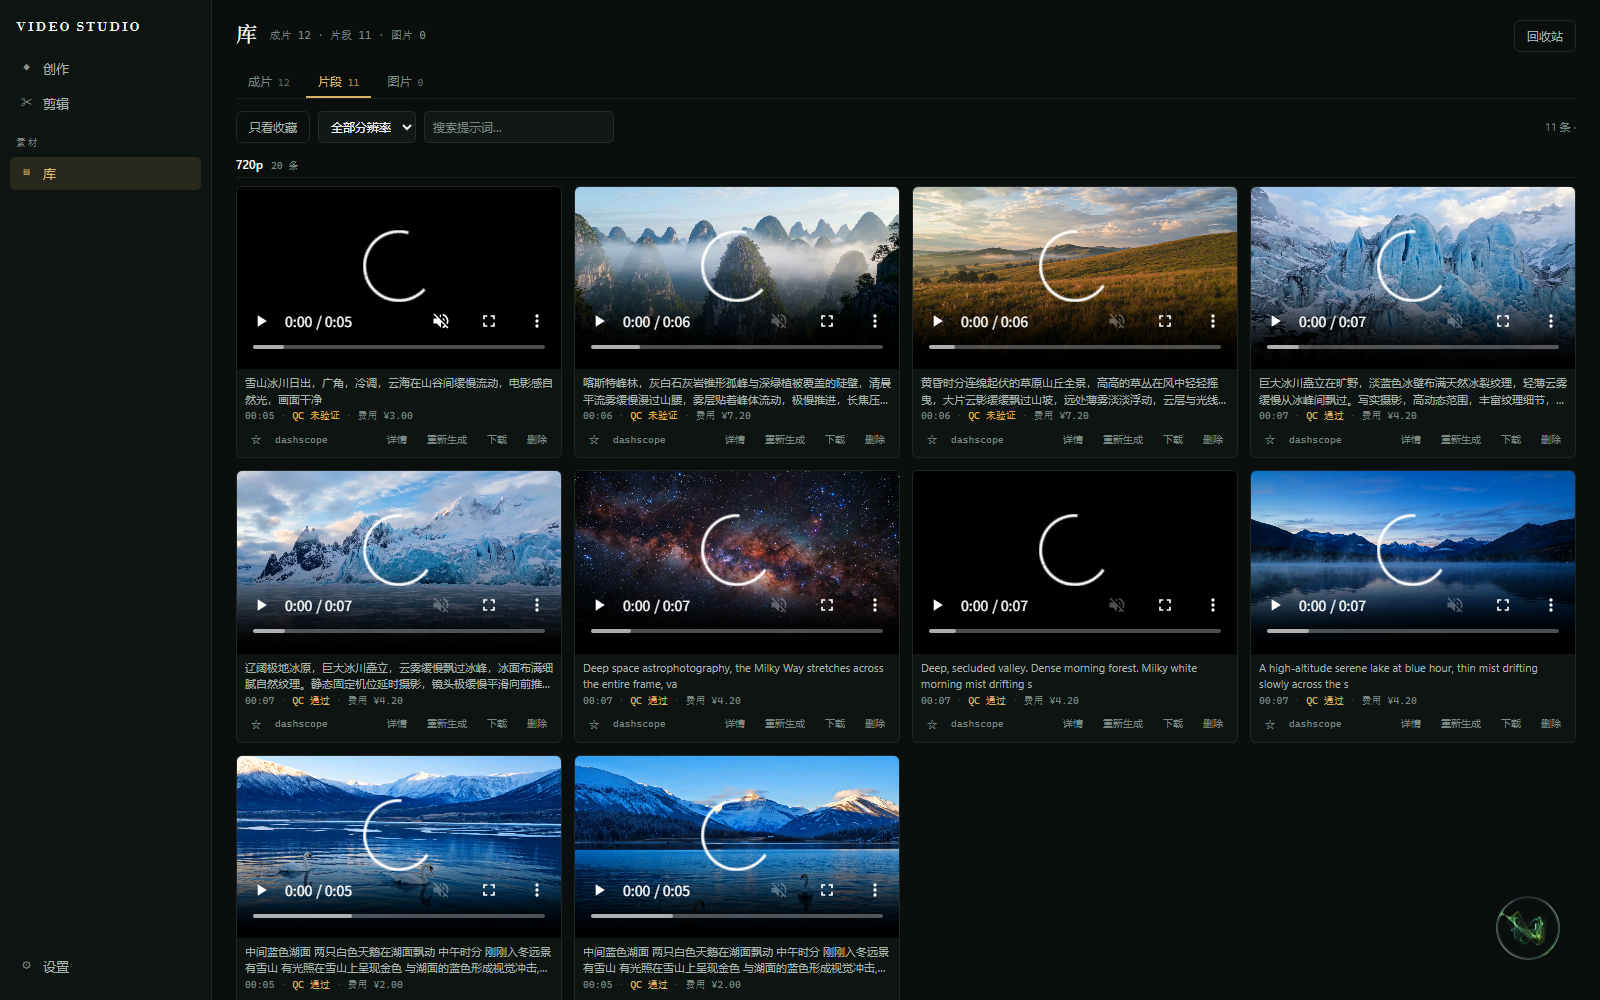 VIDEO STUDIO
创作
剪辑
素材
库
设置
库 成片 12 · 片段 11 · 图片 0
回收站
成片 12 片段 11 图片 0
只看收藏 全部分辨率 搜索提示词... 11 条·
720p 20 条
0:00 / 0:05
雪山冰川日出，广角，冷调，云海在山谷间缓慢流动，电影感自
然光，画面干净
00:05 · QC 未验证 · 费用 ¥3.00
☆ dashscope 详情 重新生成 下载 删除
0:00 / 0:06
喀斯特峰林，灰白石灰岩锥形孤峰与深绿植被覆盖的陡壁，清晨
平流雾缓慢漫过山腰，雾层贴着峰体流动，极慢推进，长焦压...
00:06 · QC 未验证 · 费用 ¥7.20
☆ dashscope 详情 重新生成 下载 删除
0:00 / 0:06
黄昏时分连绵起伏的草原山丘全景，高高的草丛在风中轻轻摇
曳，大片云影缓缓飘过山坡，远处薄雾淡淡浮动，云层与光线...
00:06 · QC 未验证 · 费用 ¥7.20
☆ dashscope 详情 重新生成 下载 删除
0:00 / 0:07
巨大冰川矗立在旷野，淡蓝色冰壁布满天然冰裂纹理，轻薄云雾
缓慢从冰峰间飘过。写实摄影，高动态范围，丰富纹理细节，...
00:07 · QC 通过 · 费用 ¥4.20
☆ dashscope 详情 重新生成 下载 删除
0:00 / 0:07
辽阔极地冰原，巨大冰川矗立，云雾缓慢飘过冰峰，冰面布满细
腻自然纹理。静态固定机位延时摄影，镜头极缓慢平滑向前推...
00:07 · QC 通过 · 费用 ¥4.20
☆ dashscope 详情 重新生成 下载 删除
0:00 / 0:07
Deep space astrophotography, the Milky Way stretches across
the entire frame, va
00:07 · QC 通过 · 费用 ¥4.20
☆ dashscope 详情 重新生成 下载 删除
0:00 / 0:07
Deep, secluded valley. Dense morning forest. Milky white
morning mist drifting s
00:07 · QC 通过 · 费用 ¥4.20
☆ dashscope 详情 重新生成 下载 删除
0:00 / 0:07
A high-altitude serene lake at blue hour, thin mist drifting
slowly across the s
00:07 · QC 通过 · 费用 ¥4.20
☆ dashscope 详情 重新生成 下载 删除
0:00 / 0:05
中间蓝色湖面 两只白色天鹅在湖面飘动 中午时分 刚刚入冬远景
有雪山 有光照在雪山上呈现金色 与湖面的蓝色形成视觉冲击,...
00:05 · QC 通过 · 费用 ¥2.00
0:00 / 0:05
中间蓝色湖面 两只白色天鹅在湖面飘动 中午时分 刚刚入冬远景
有雪山 有光照在雪山上呈现金色 与湖面的蓝色形成视觉冲击,...
00:05 · QC 通过 · 费用 ¥2.00